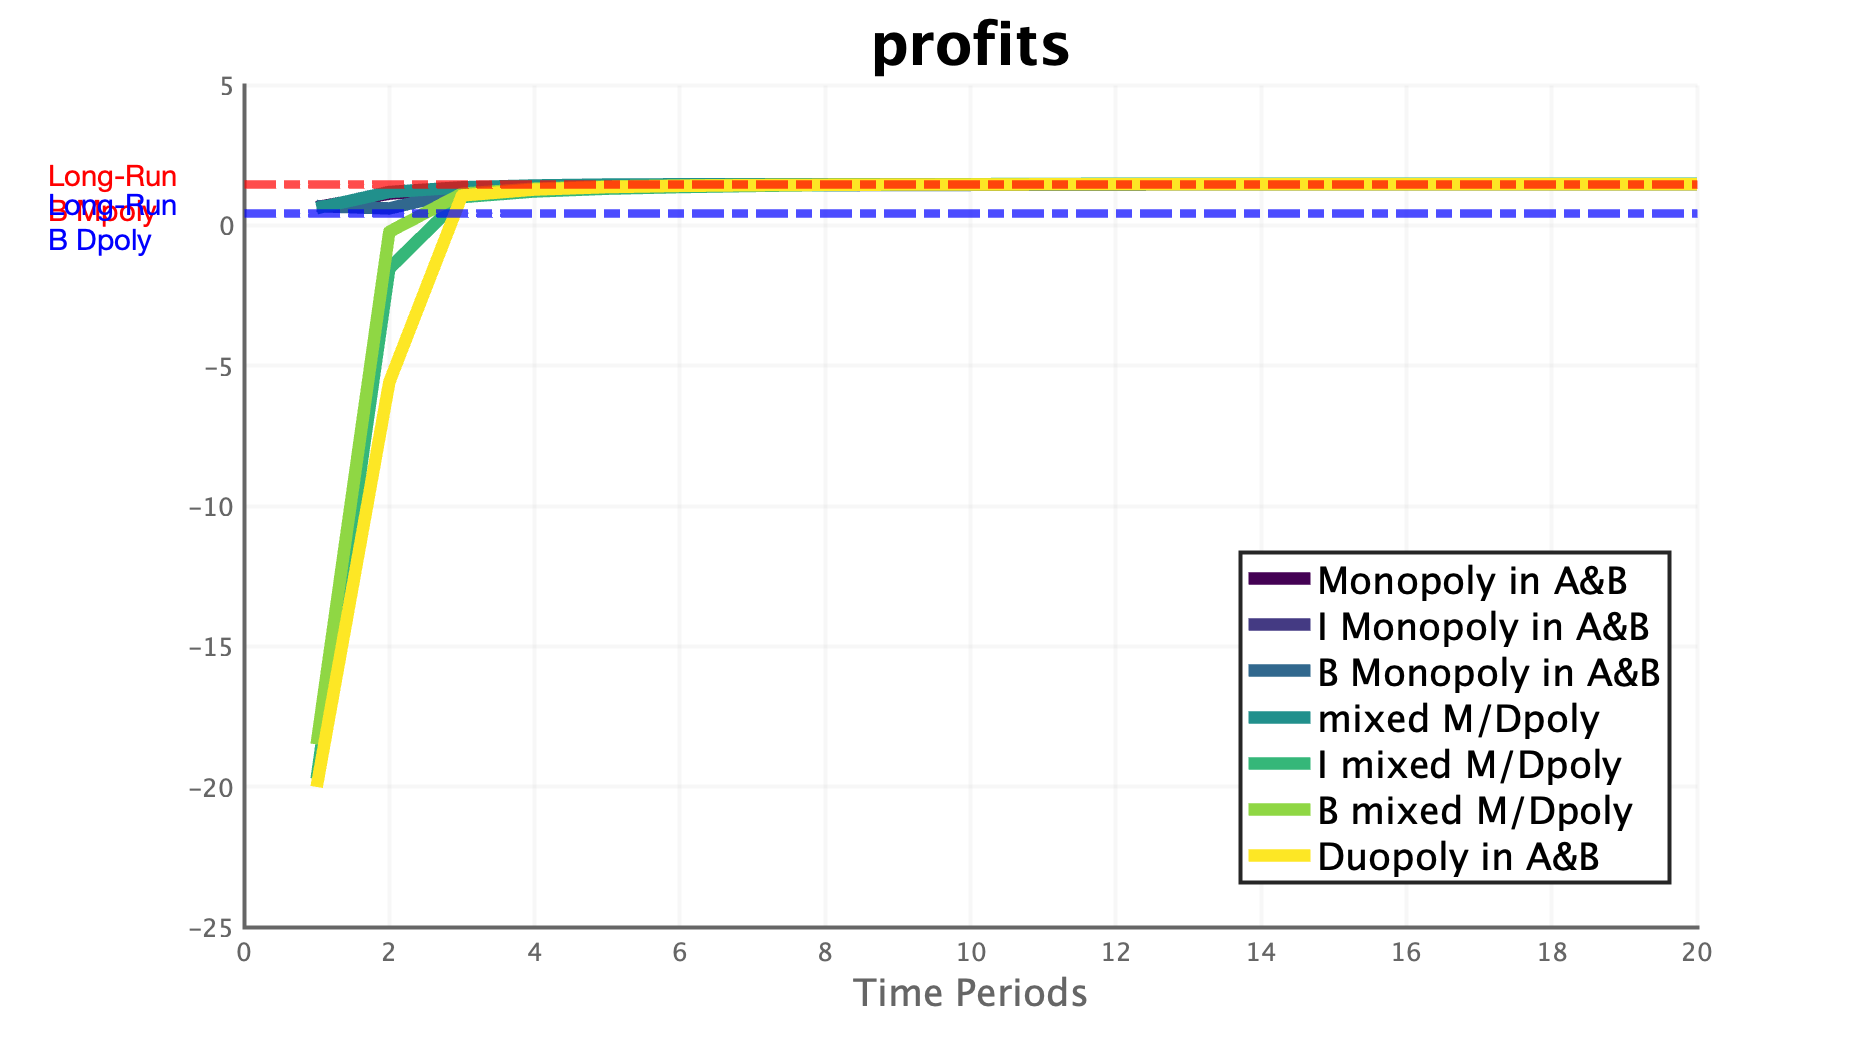 profits
5
0
−5
−10
−15
−20
−25
Long-Run
B Mpoly
Long-Run
B Dpoly
0 2 4 6 8 10 12 14 16 18 20
Time Periods
Monopoly in A&B
I Monopoly in A&B
B Monopoly in A&B
mixed M/Dpoly
I mixed M/Dpoly
B mixed M/Dpoly
Duopoly in A&B